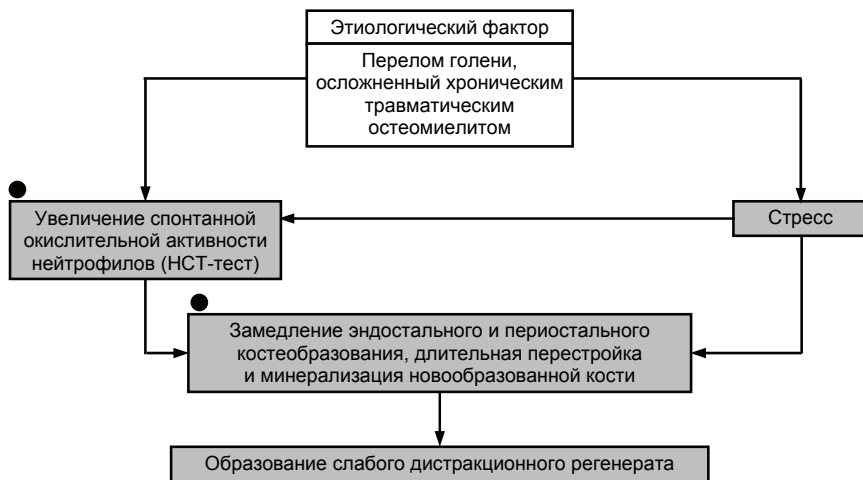 Этиологический фактор
Перелом голени,
осложненный хроническим
травматическим
остеомиелитом
Увеличение спонтанной
окислительной активности
нейтрофилов (НСТ-тест)
Стресс
Замедление эндостального и периостального
костеобразования, длительная перестройка
и минерализация новообразованной кости
Образование слабого дистракционного регенерата